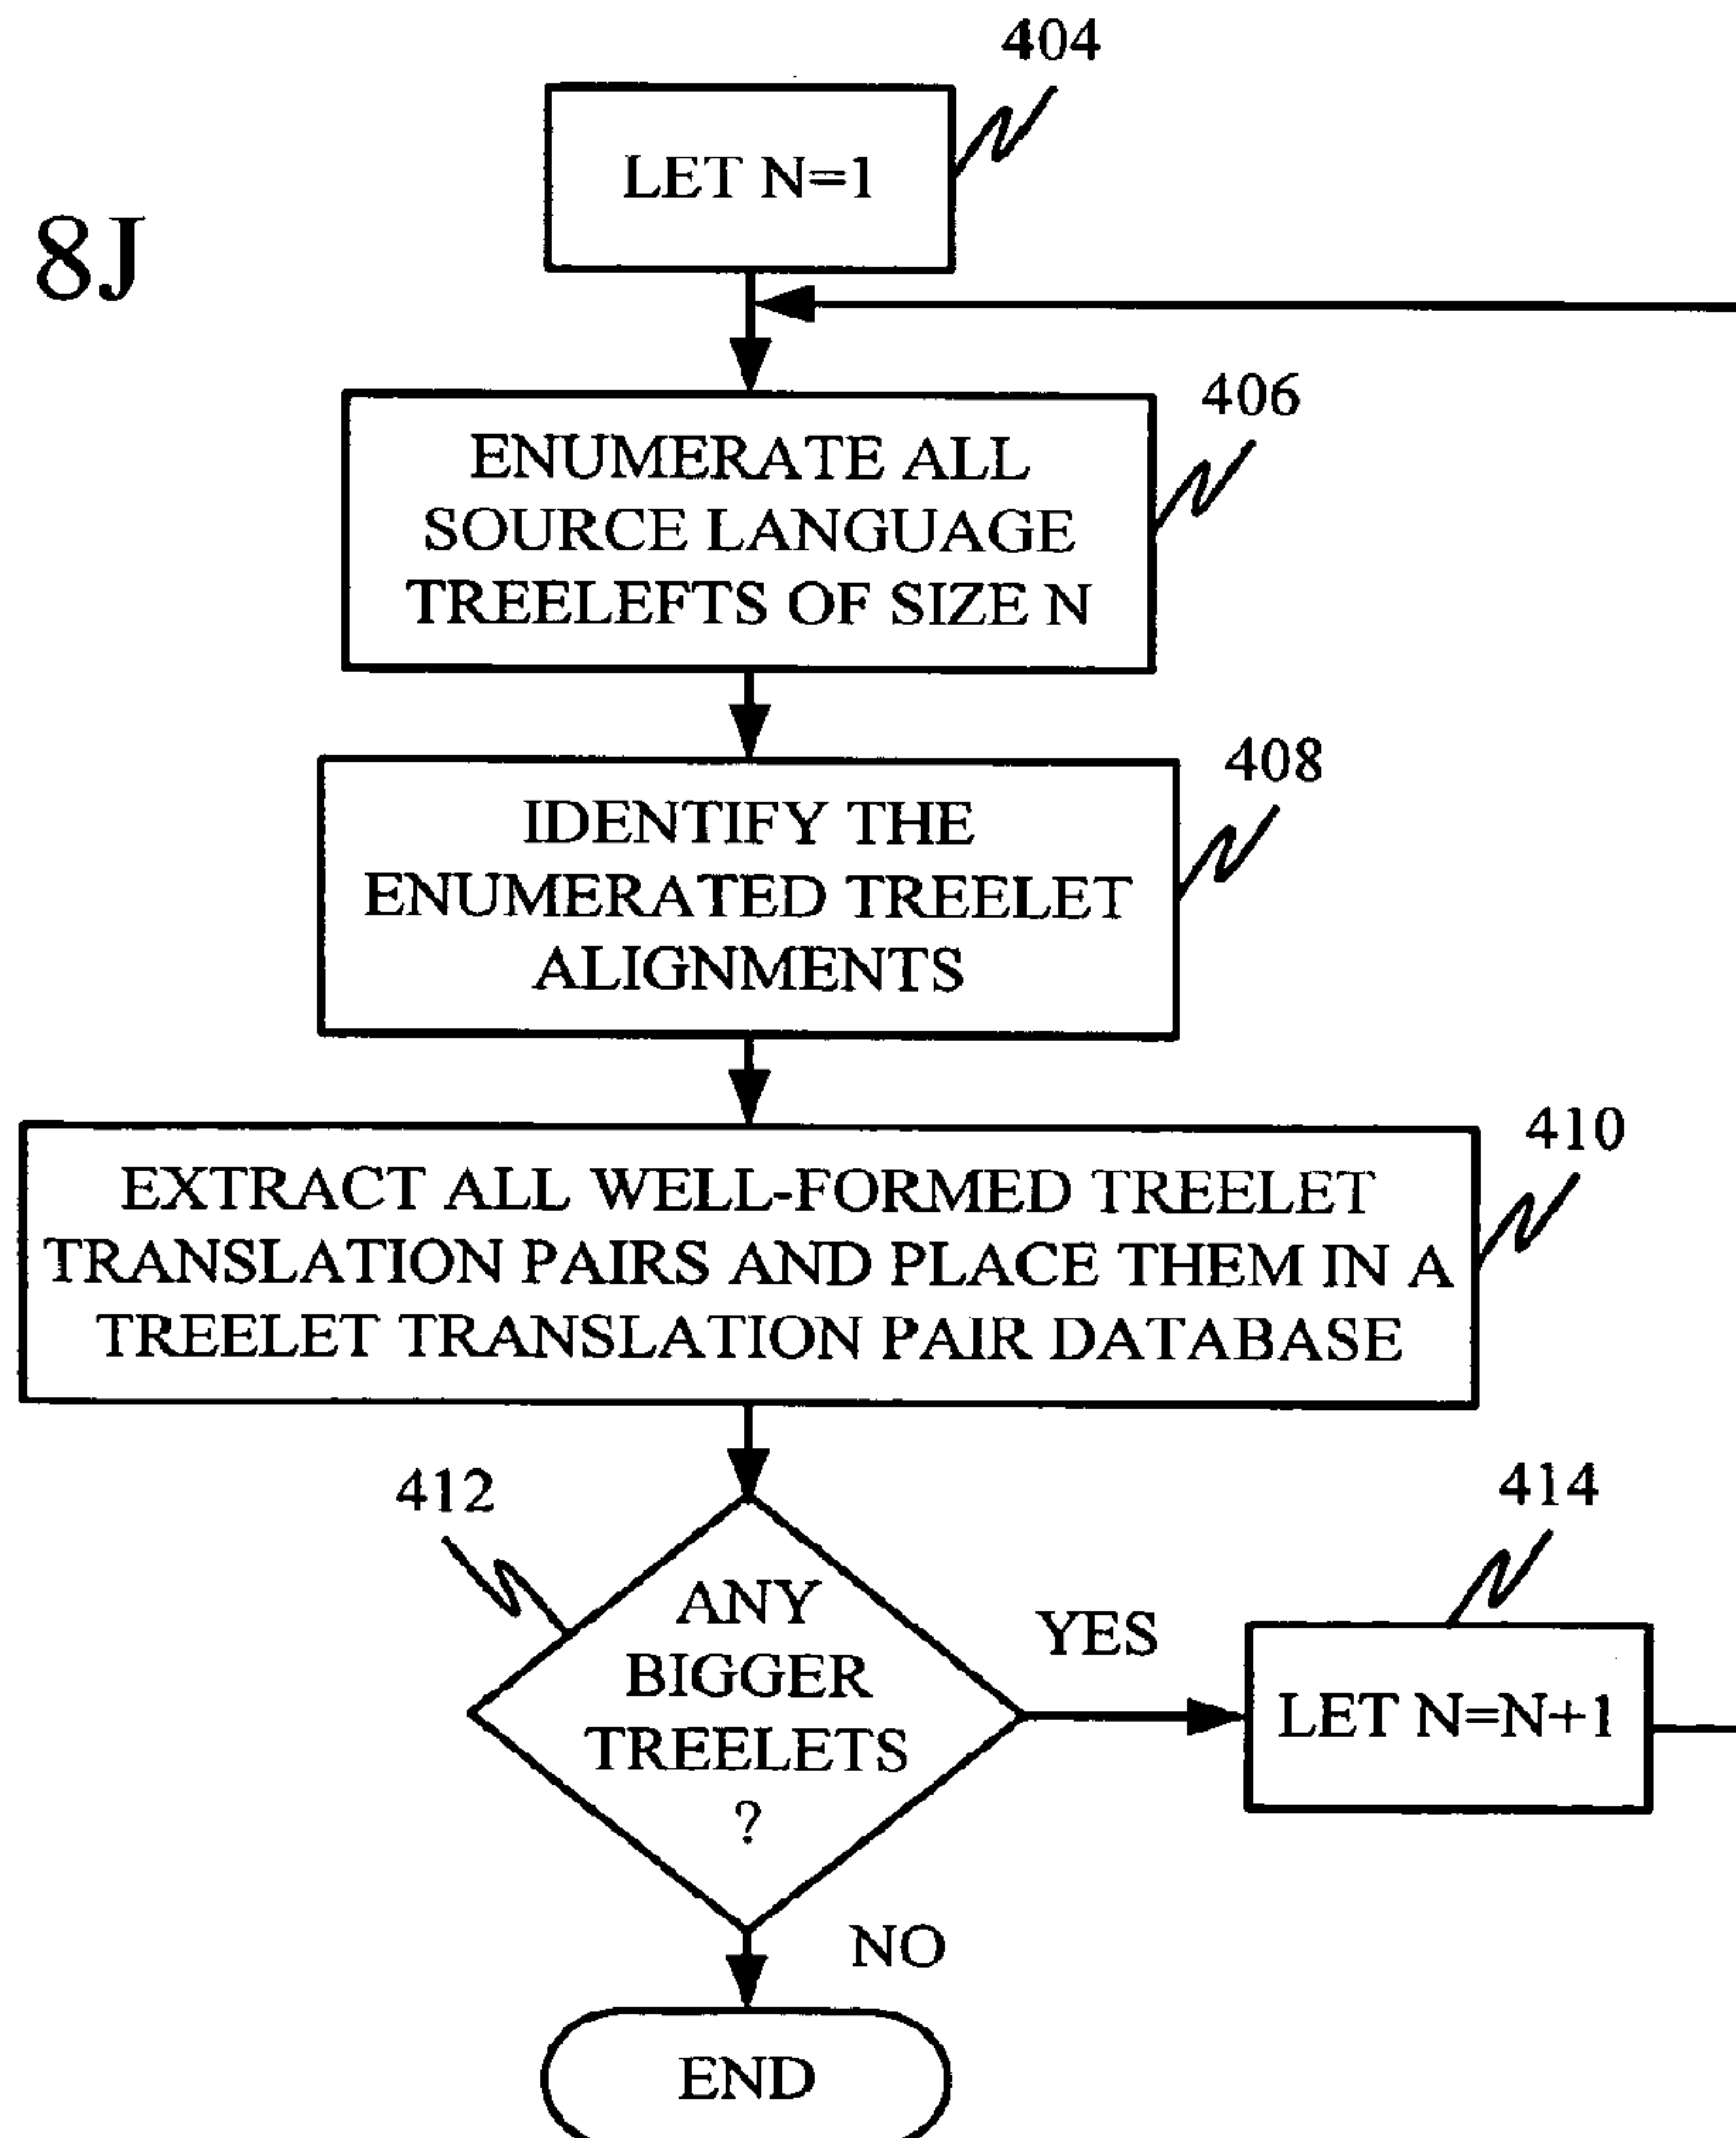 404
LET N=1
8J
406
ENUMERATE ALL
SOURCE LANGUAGE
TREELEFTS OF SIZE N
408
IDENTIFY THE
ENUMERATED TREELET
ALIGNMENTS
410
EXTRACT ALL WELL-FORMED TREELET
TRANSLATION PAIRS AND PLACE THEM IN A
TREELET TRANSLATION PAIR DATABASE
412
414
ANY
BIGGER
TREELETS
?
YES
LET N=N+1
NO
END